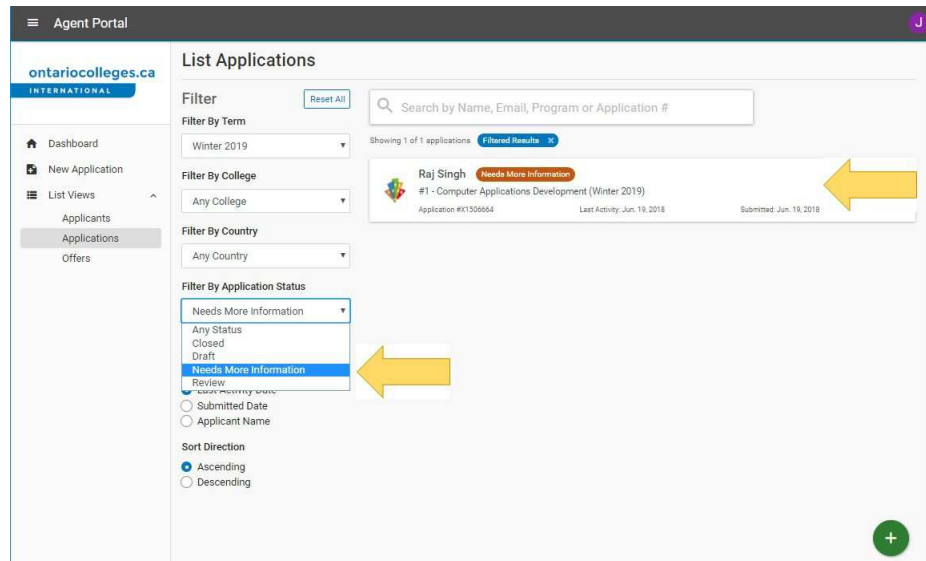 Agent Portal
J
ontariocolleges.ca
INTERNATIONAL
Dashboard
New Application
List Views
Applicants
Applications
Offers
List Applications
Filter
Reset All
Filter By Term
Winter 2019
Filter By College
Any College
Filter By Country
Any Country
Filter By Application Status
Needs More Information
Any Status
Closed
Draft
Needs More Information
Review
Last Activity Date
Submitted Date
Applicant Name
Sort Direction
Ascending
Descending
Search by Name, Email, Program or Application #
Showing 1 of 1 applications Filtered Results X
Raj Singh Needs More Information
#1 - Computer Applications Development (Winter 2019)
Application #X1506664 Last Activity: Jun. 19, 2018 Submitted: Jun. 19, 2018
+